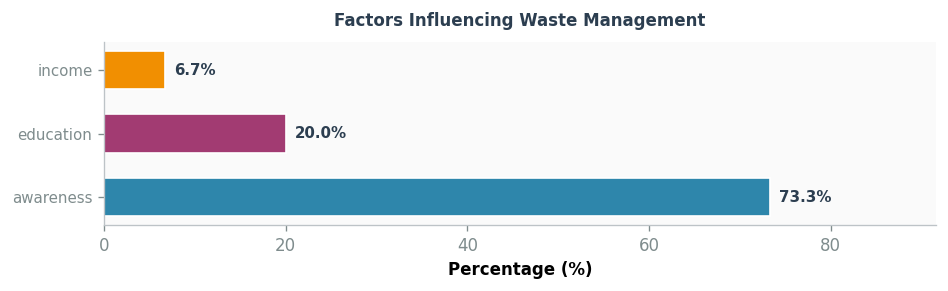 Factors Influencing Waste Management
income
6.7%
education
20.0%
awareness
73.3%
0 20 40 60 80
Percentage (%)